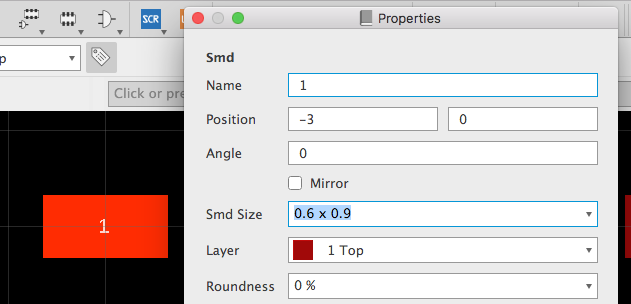 SCR
Properties
p
Click or pre
Smd
Name 1
Position −3 0
Angle 0
Mirror
Smd Size 0.6 x 0.9
Layer 1 Top
Roundness 0 %
1